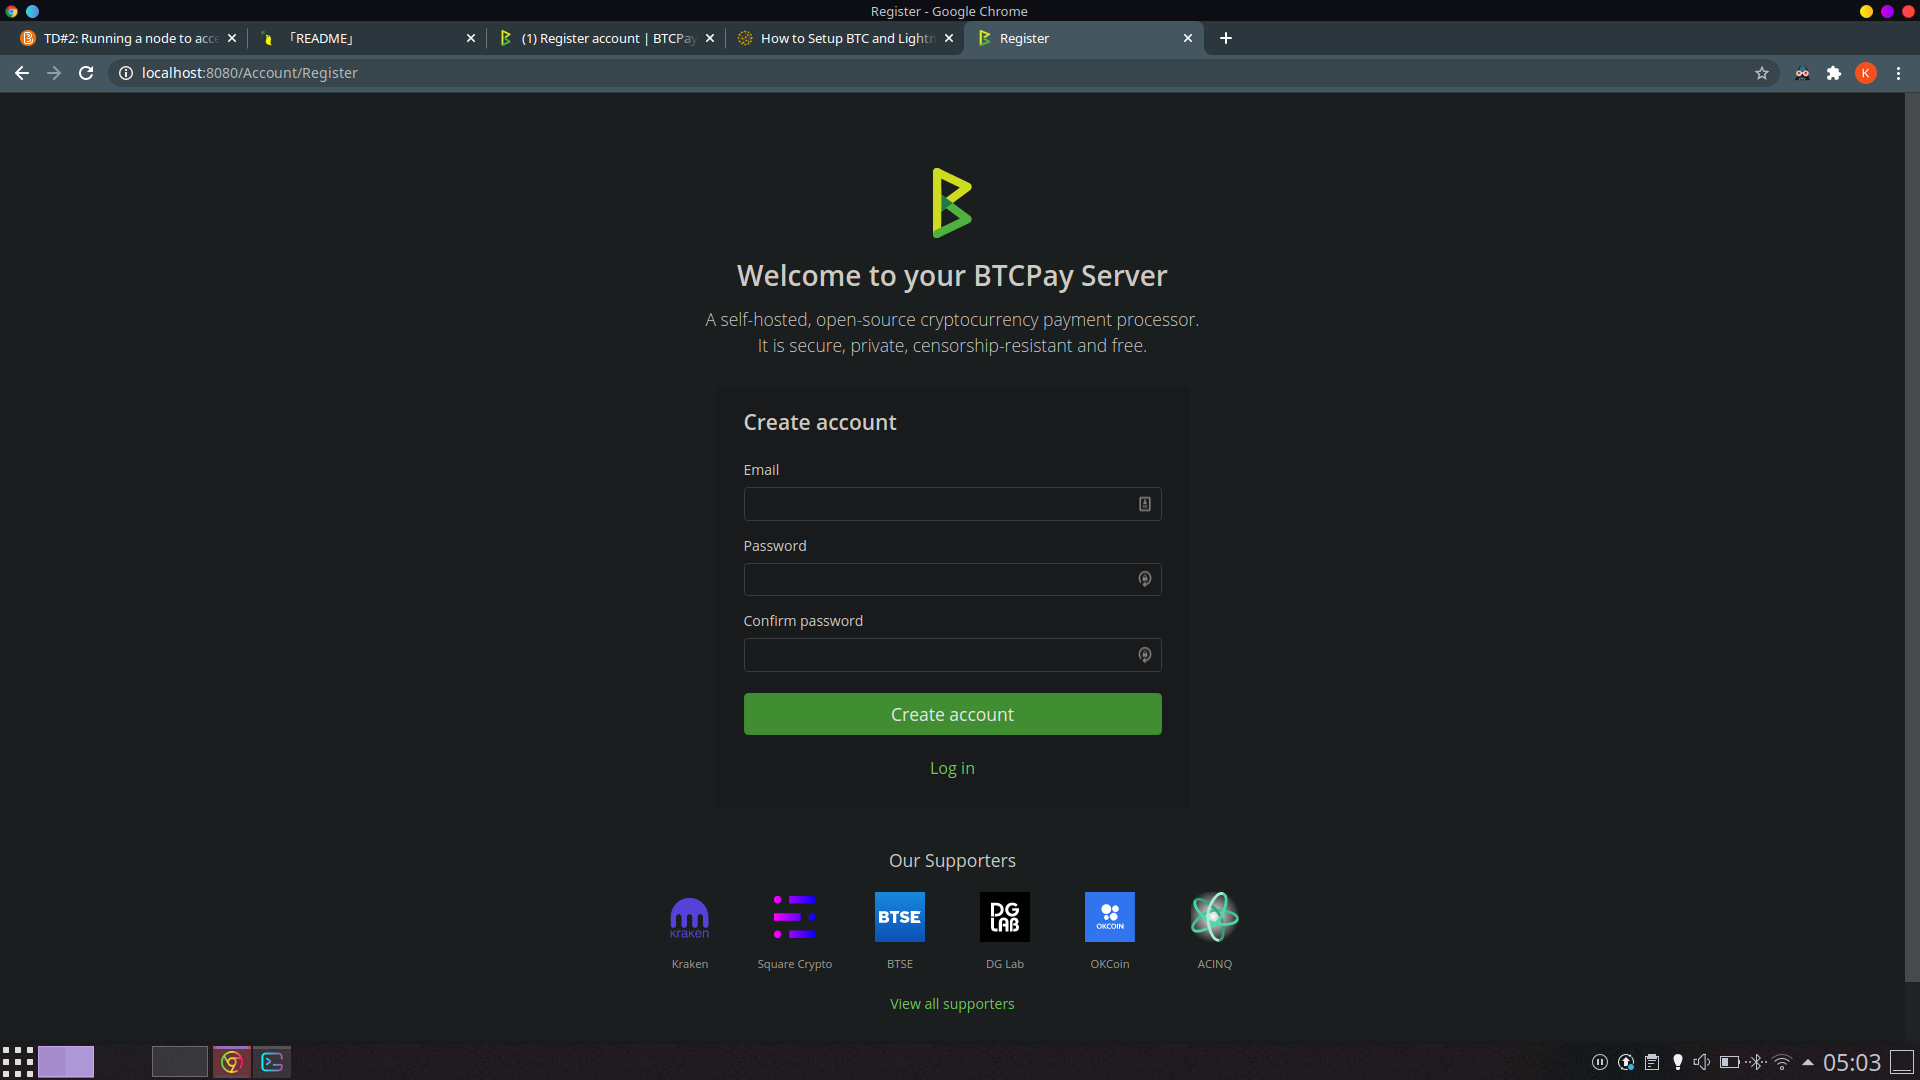 Register - Google Chrome
TD#2: Running a node to acce
「README」
(1) Register account | BTCPay
How to Setup BTC and Lightn
Register
localhost:8080/Account/Register
K
Welcome to your BTCPay Server
A self-hosted, open-source cryptocurrency payment processor.
It is secure, private, censorship-resistant and free.
Create account
Email
Password
Confirm password
Create account
Log in
Our Supporters
kraken
BTSE
DG
LAB
OKCOIN
Kraken
Square Crypto
BTSE
DG Lab
OKCoin
ACINQ
View all supporters
05:03